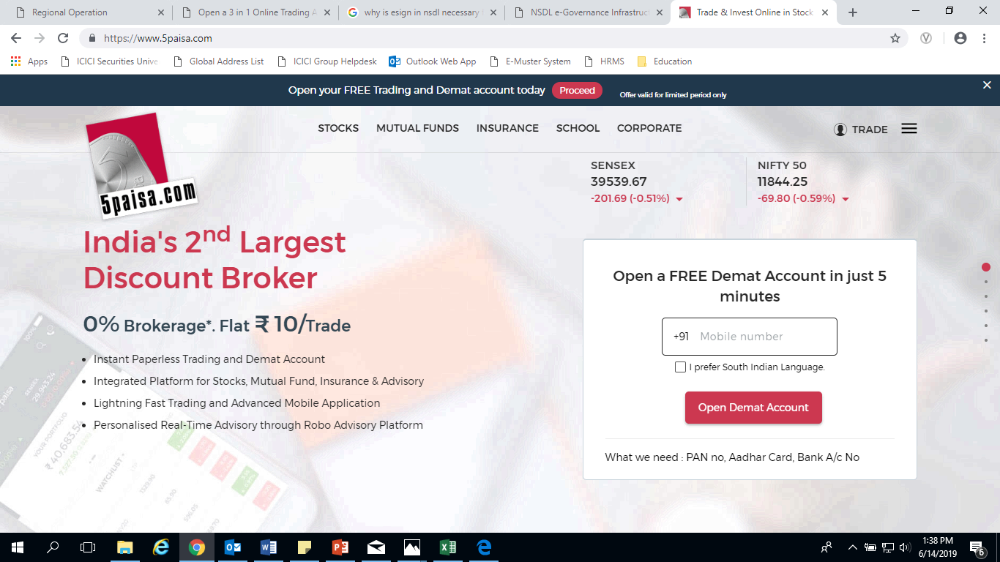 Regional Operation
Open a 3 in 1 Online Trading A
why is esign in nsdl necessary
NSDL e-Governance Infrastruct
Trade & Invest Online in Stock
https://www.5paisa.com
Apps
ICICI Securities Unive
Global Address List
ICICI Group Helpdesk
Outlook Web App
E-Muster System
HRMS
Education
Open your FREE Trading and Demat account today
Proceed
Offer valid for limited period only
5paisa.com
STOCKS
MUTUAL FUNDS
INSURANCE
SCHOOL
CORPORATE
TRADE
SENSEX
39539.67
-201.69 (-0.51%)
NIFTY 50
11844.25
-69.80 (-0.59%)
India's 2nd Largest
Discount Broker
0% Brokerage*. Flat ₹ 10/Trade
Instant Paperless Trading and Demat Account
Integrated Platform for Stocks, Mutual Fund, Insurance & Advisory
Lightning Fast Trading and Advanced Mobile Application
Personalised Real-Time Advisory through Robo Advisory Platform
Open a FREE Demat Account in just 5
minutes
+91 Mobile number
I prefer South Indian Language.
Open Demat Account
What we need : PAN no, Aadhar Card, Bank A/c No
100%
SENSEX
29,943.24
YOUR PORTFOLIO
₹ 40,683.54
WATCHLIST
1329.90
85.90
596.05
1:38 PM
6/14/2019
6